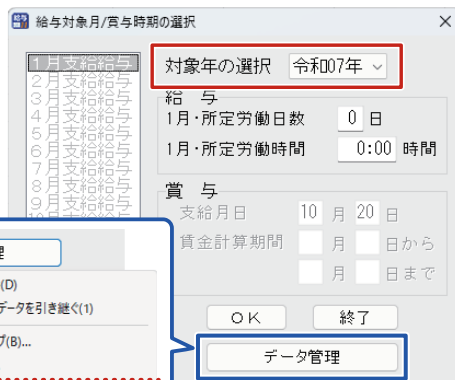 給与対象月/賞与時期の選択
1月支給給与
2月支給給与
3月支給給与
4月支給給与
5月支給給与
6月支給給与
7月支給給与
8月支給給与
9月支給給与
対象年の選択 令和07年
給 与
1月・所定労働日数 0 日
1月・所定労働時間 0:00 時間
賞 与
支給月日 10 月 20 日
賃金計算期間 月 日から
月 日まで
OK 終了
データ管理
理
(D)
データを引き継ぐ(1)
プ(B)...